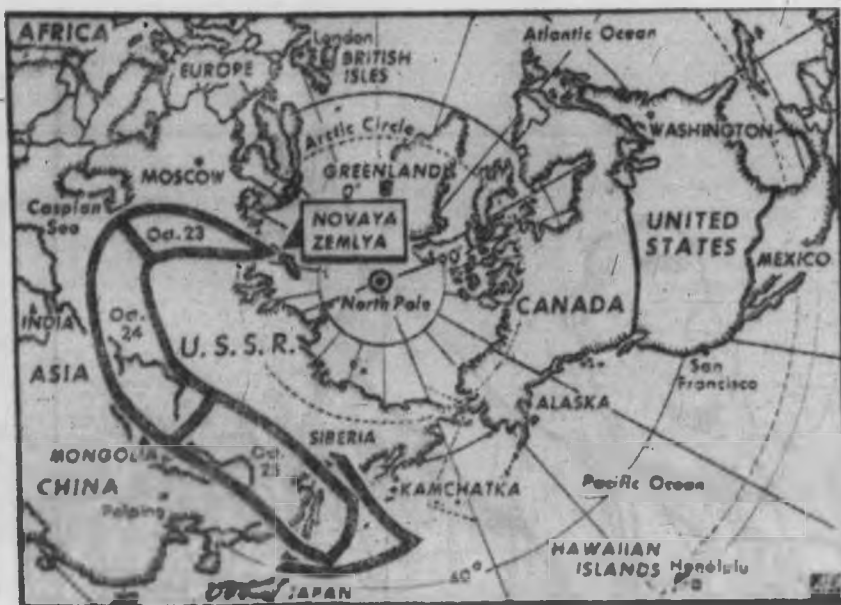 AFRICA
London
BRITISH
ISLES
EUROPE
Atlantic Ocean
Arctic Circle
WASHINGTON
MOSCOW
GREENLAND
0°
Caspian
Sea
Oct. 23
NOVAYA
ZEMLYA
UNITED
STATES
MEXICO
North Pole
CANADA
INDIA
Oct.
24
U. S. S. R.
ASIA
San
Francisco
ALASKA
SIBERIA
MONGOLIA
Oct.
25
CHINA
KAMCHATKA
Pacific Ocean
Peiping
HAWAIIAN
ISLANDS
Honolulu
40°
JAPAN